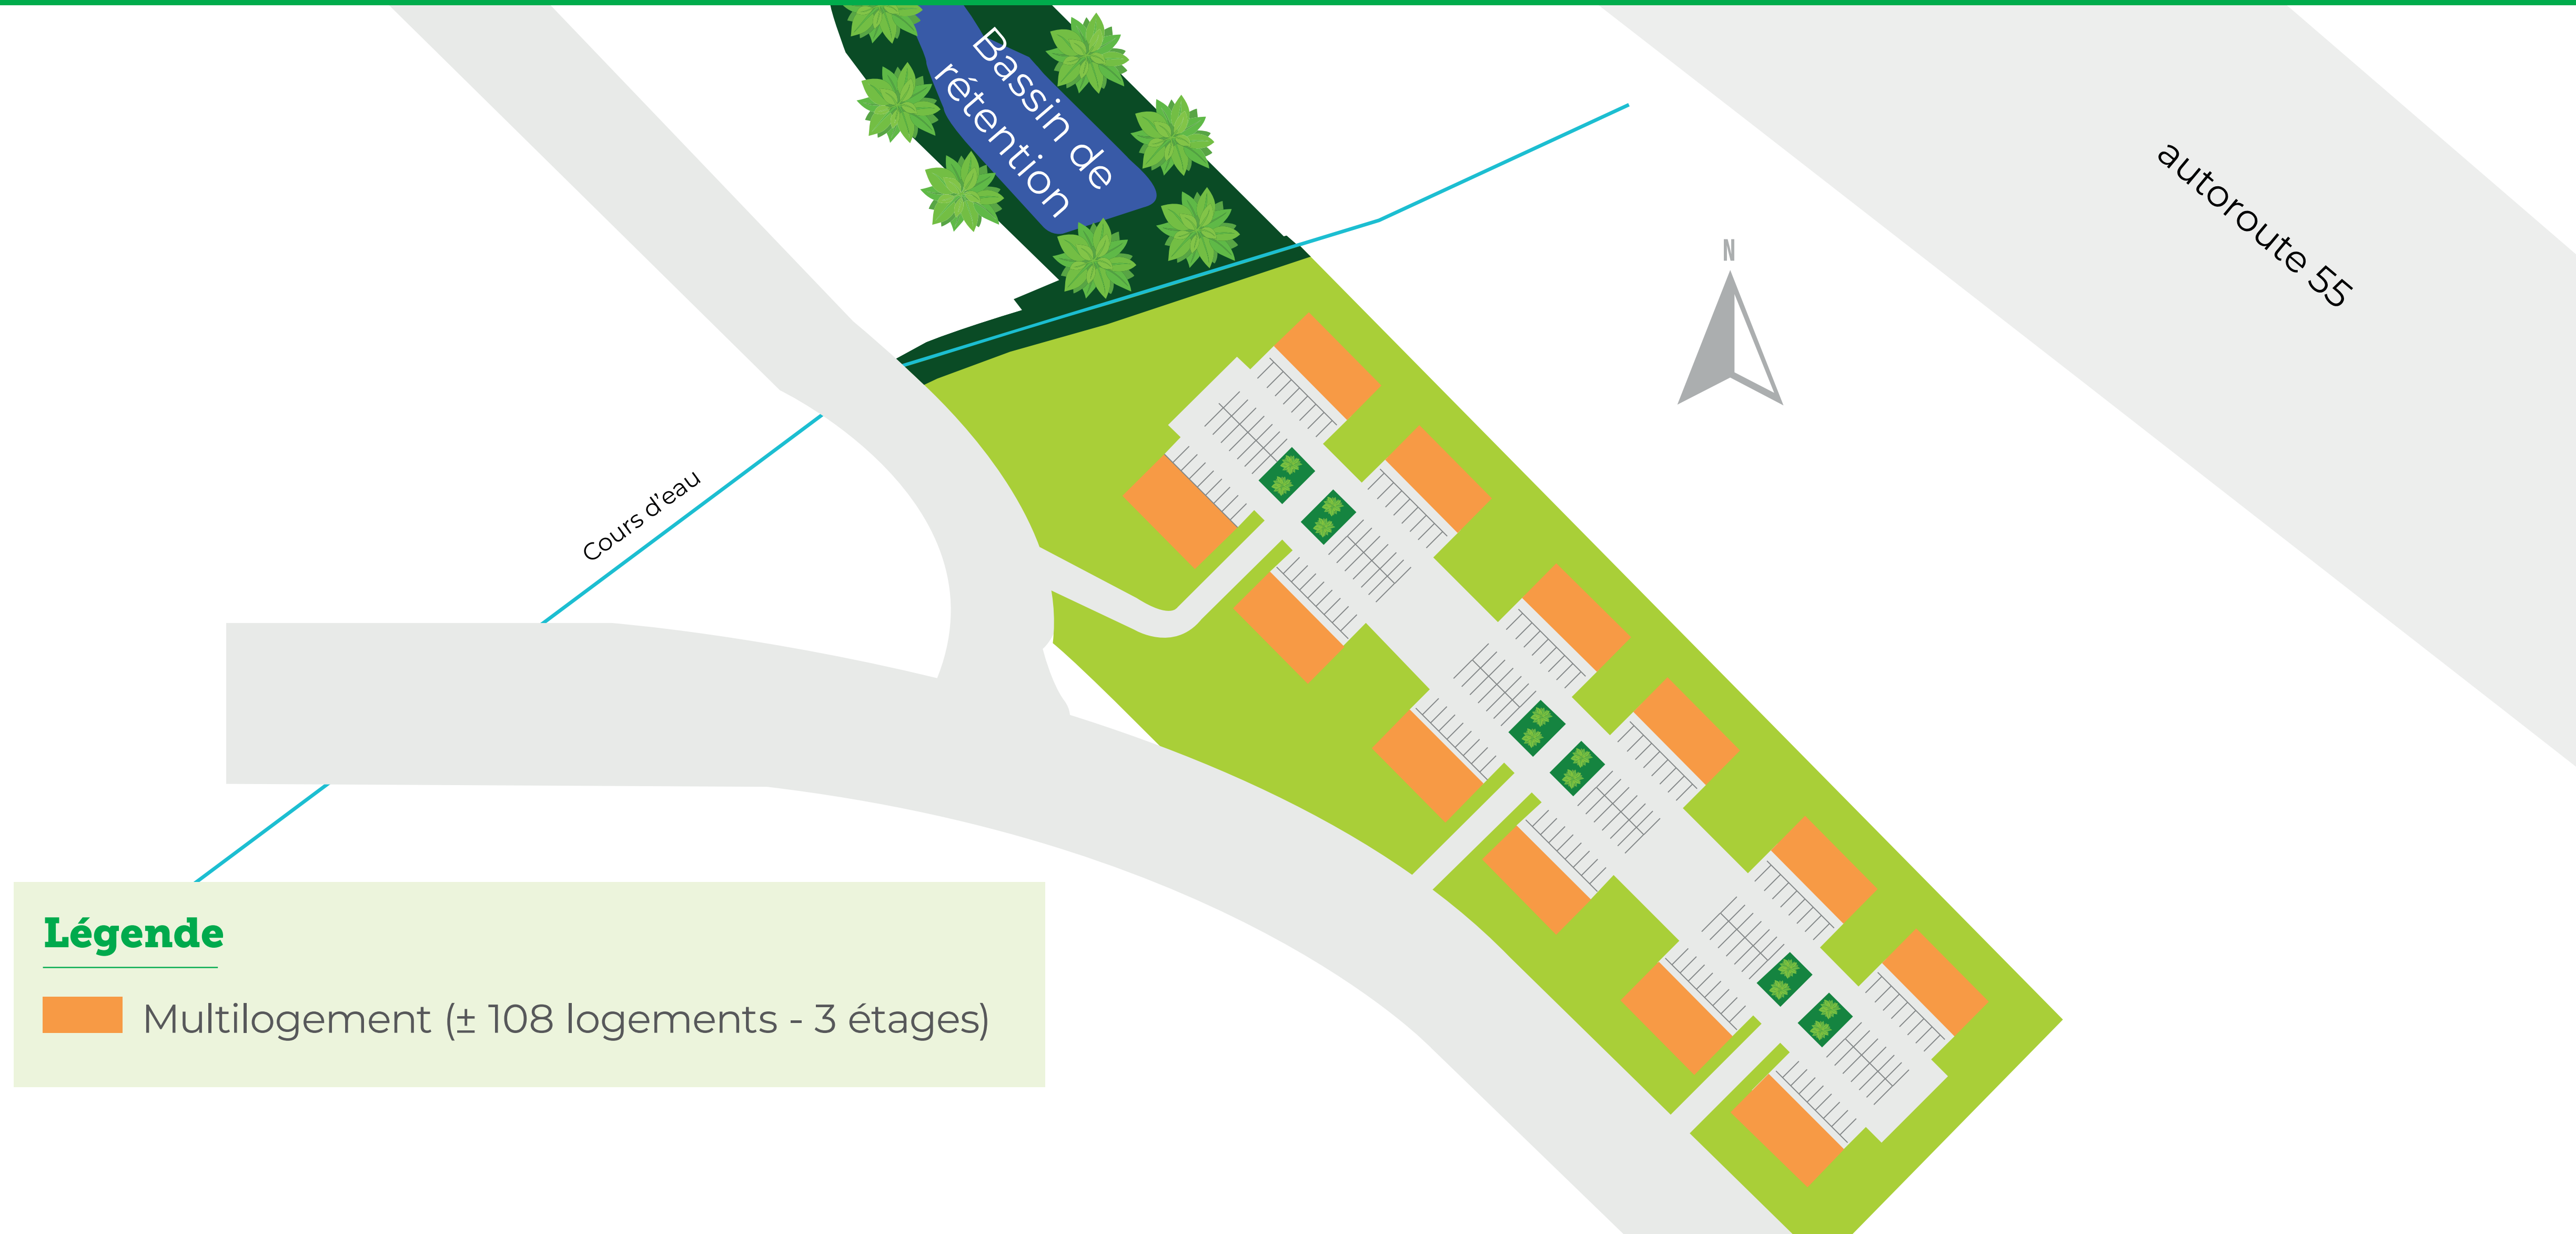 Bassin de
rétention
autoroute 55
N
Cours d'eau
Légende
Multilogement (± 108 logements - 3 étages)